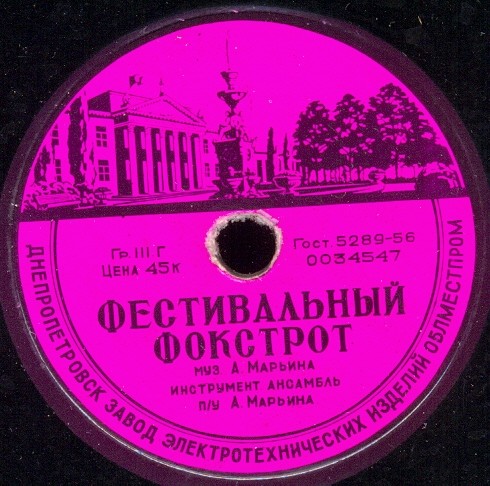 Гр. III Г
Цена 45к
Гост. 5289-56
0034547
ФЕСТИВАЛЬНЫЙ
ФОКСТРОТ
муз. А. Марьина
инструмент. ансамбль
п/у А. Марьина
ДНЕПРОПЕТРОВСК ЗАВОД ЭЛЕКТРОТЕХНИЧЕСКИХ ИЗДЕЛИЙ ОБЛМЕСТПРОМ